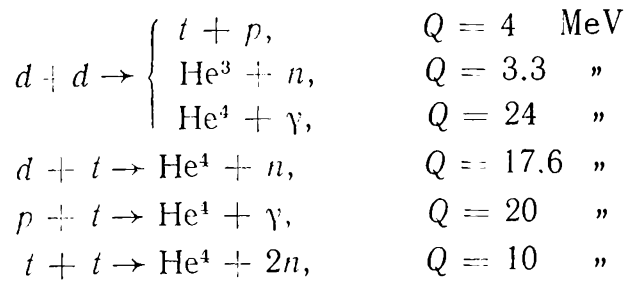 t + p, Q = 4 MeV
d + d → { He³ + n, Q = 3.3 „
He⁴ + γ, Q = 24 „
d + t → He⁴ + n, Q = 17.6 „
p + t → He⁴ + γ, Q = 20 „
t + t → He⁴ + 2n, Q = 10 „